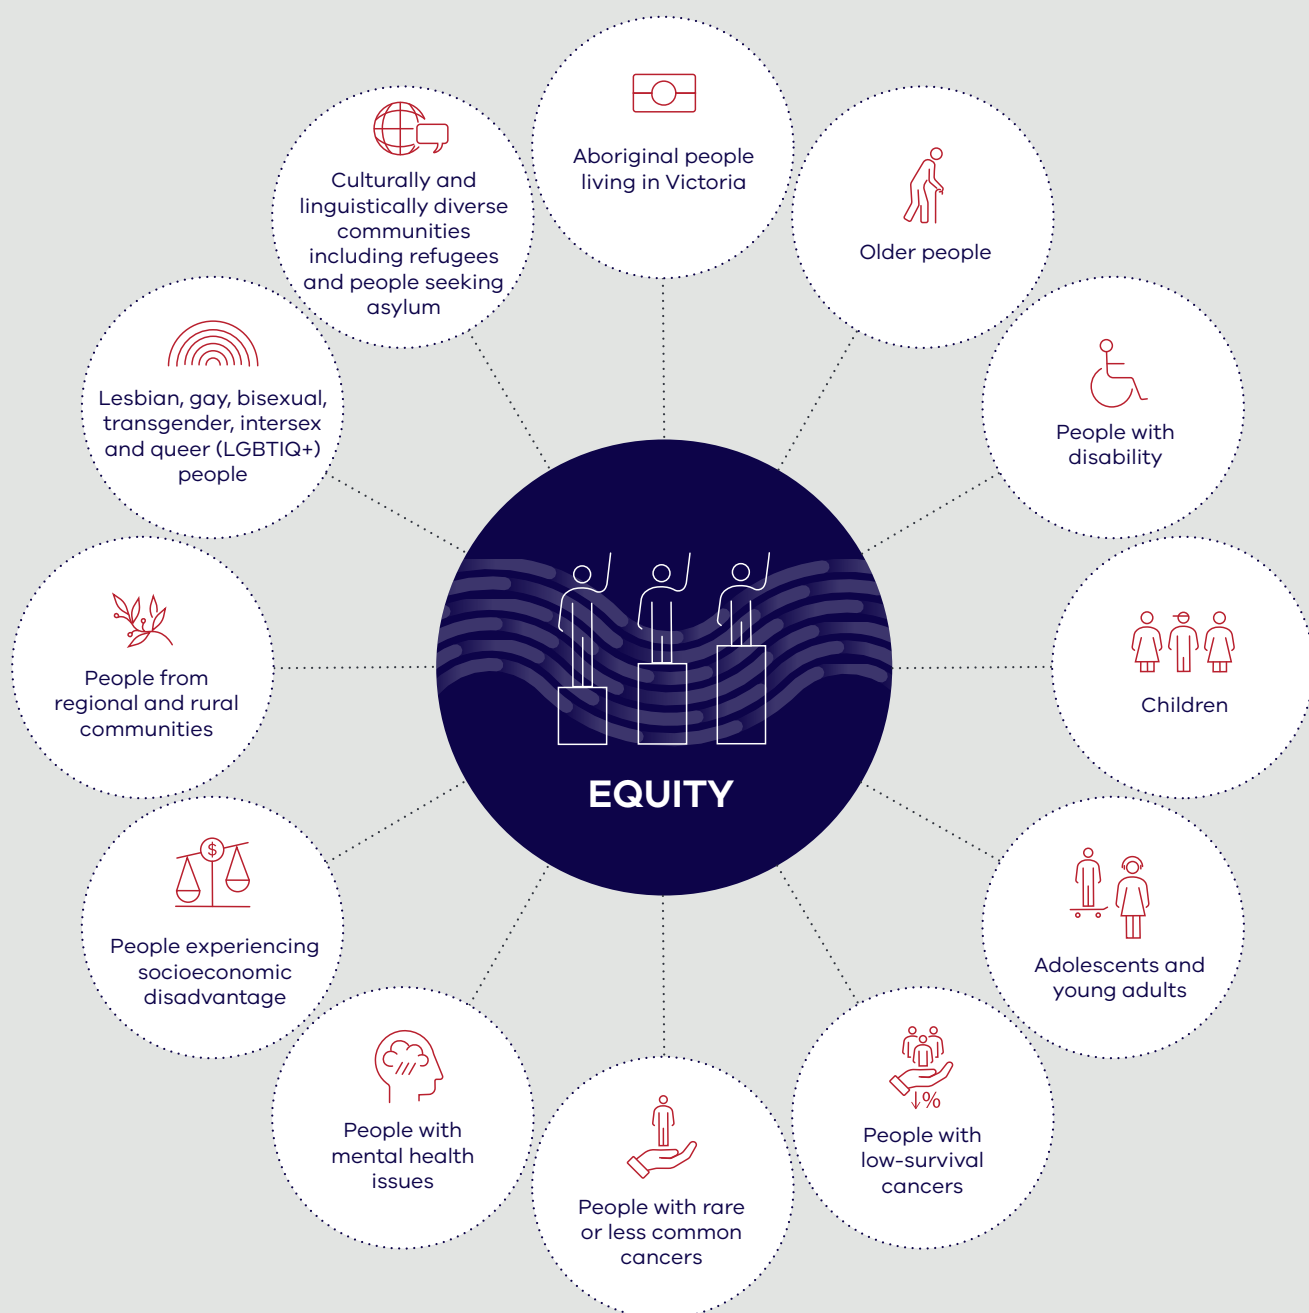 Aboriginal people
living in Victoria
Older people
People with
disability
Children
Adolescents and
young adults
↓%
People with
low-survival
cancers
People with rare
or less common
cancers
People with
mental health
issues
$
People experiencing
socioeconomic
disadvantage
People from
regional and rural
communities
Lesbian, gay, bisexual,
transgender, intersex
and queer (LGBTIQ+)
people
Culturally and
linguistically diverse
communities
including refugees
and people seeking
asylum
EQUITY